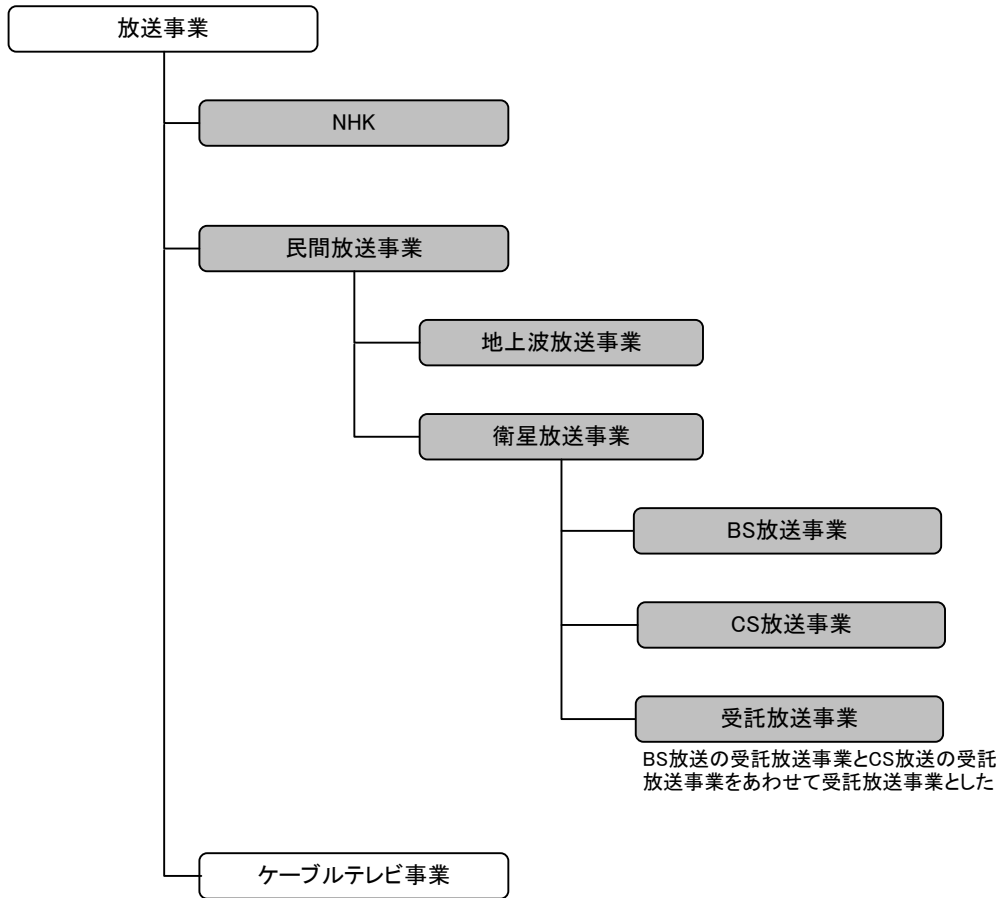 放送事業
NHK
民間放送事業
地上波放送事業
衛星放送事業
BS放送事業
CS放送事業
受託放送事業
BS放送の受託放送事業とCS放送の受託
放送事業をあわせて受託放送事業とした
ケーブルテレビ事業